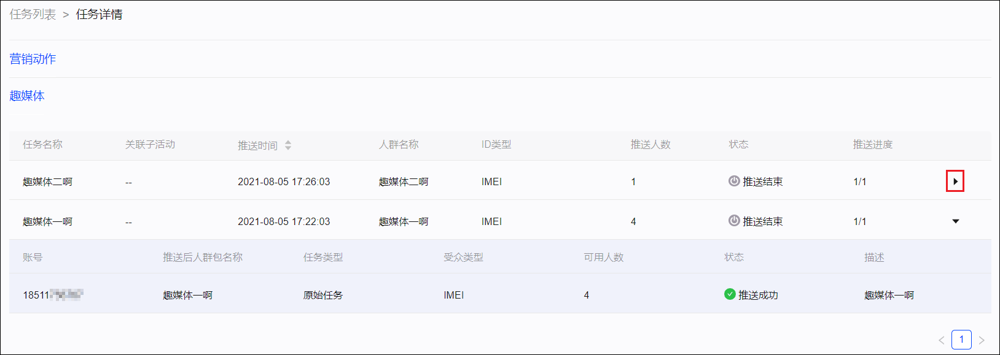 任务列表 > 任务详情
营销动作
趣媒体
任务名称 关联子活动 推送时间 人群名称 ID类型 推送人数 状态 推送进度
趣媒体二啊 -- 2021-08-05 17:26:03 趣媒体二啊 IMEI 1 推送结束 1/1
趣媒体一啊 -- 2021-08-05 17:22:03 趣媒体一啊 IMEI 4 推送结束 1/1
账号 推送后人群包名称 任务类型 受众类型 可用人数 状态 描述
18511 趣媒体一啊 原始任务 IMEI 4 推送成功 趣媒体一啊
< 1 >